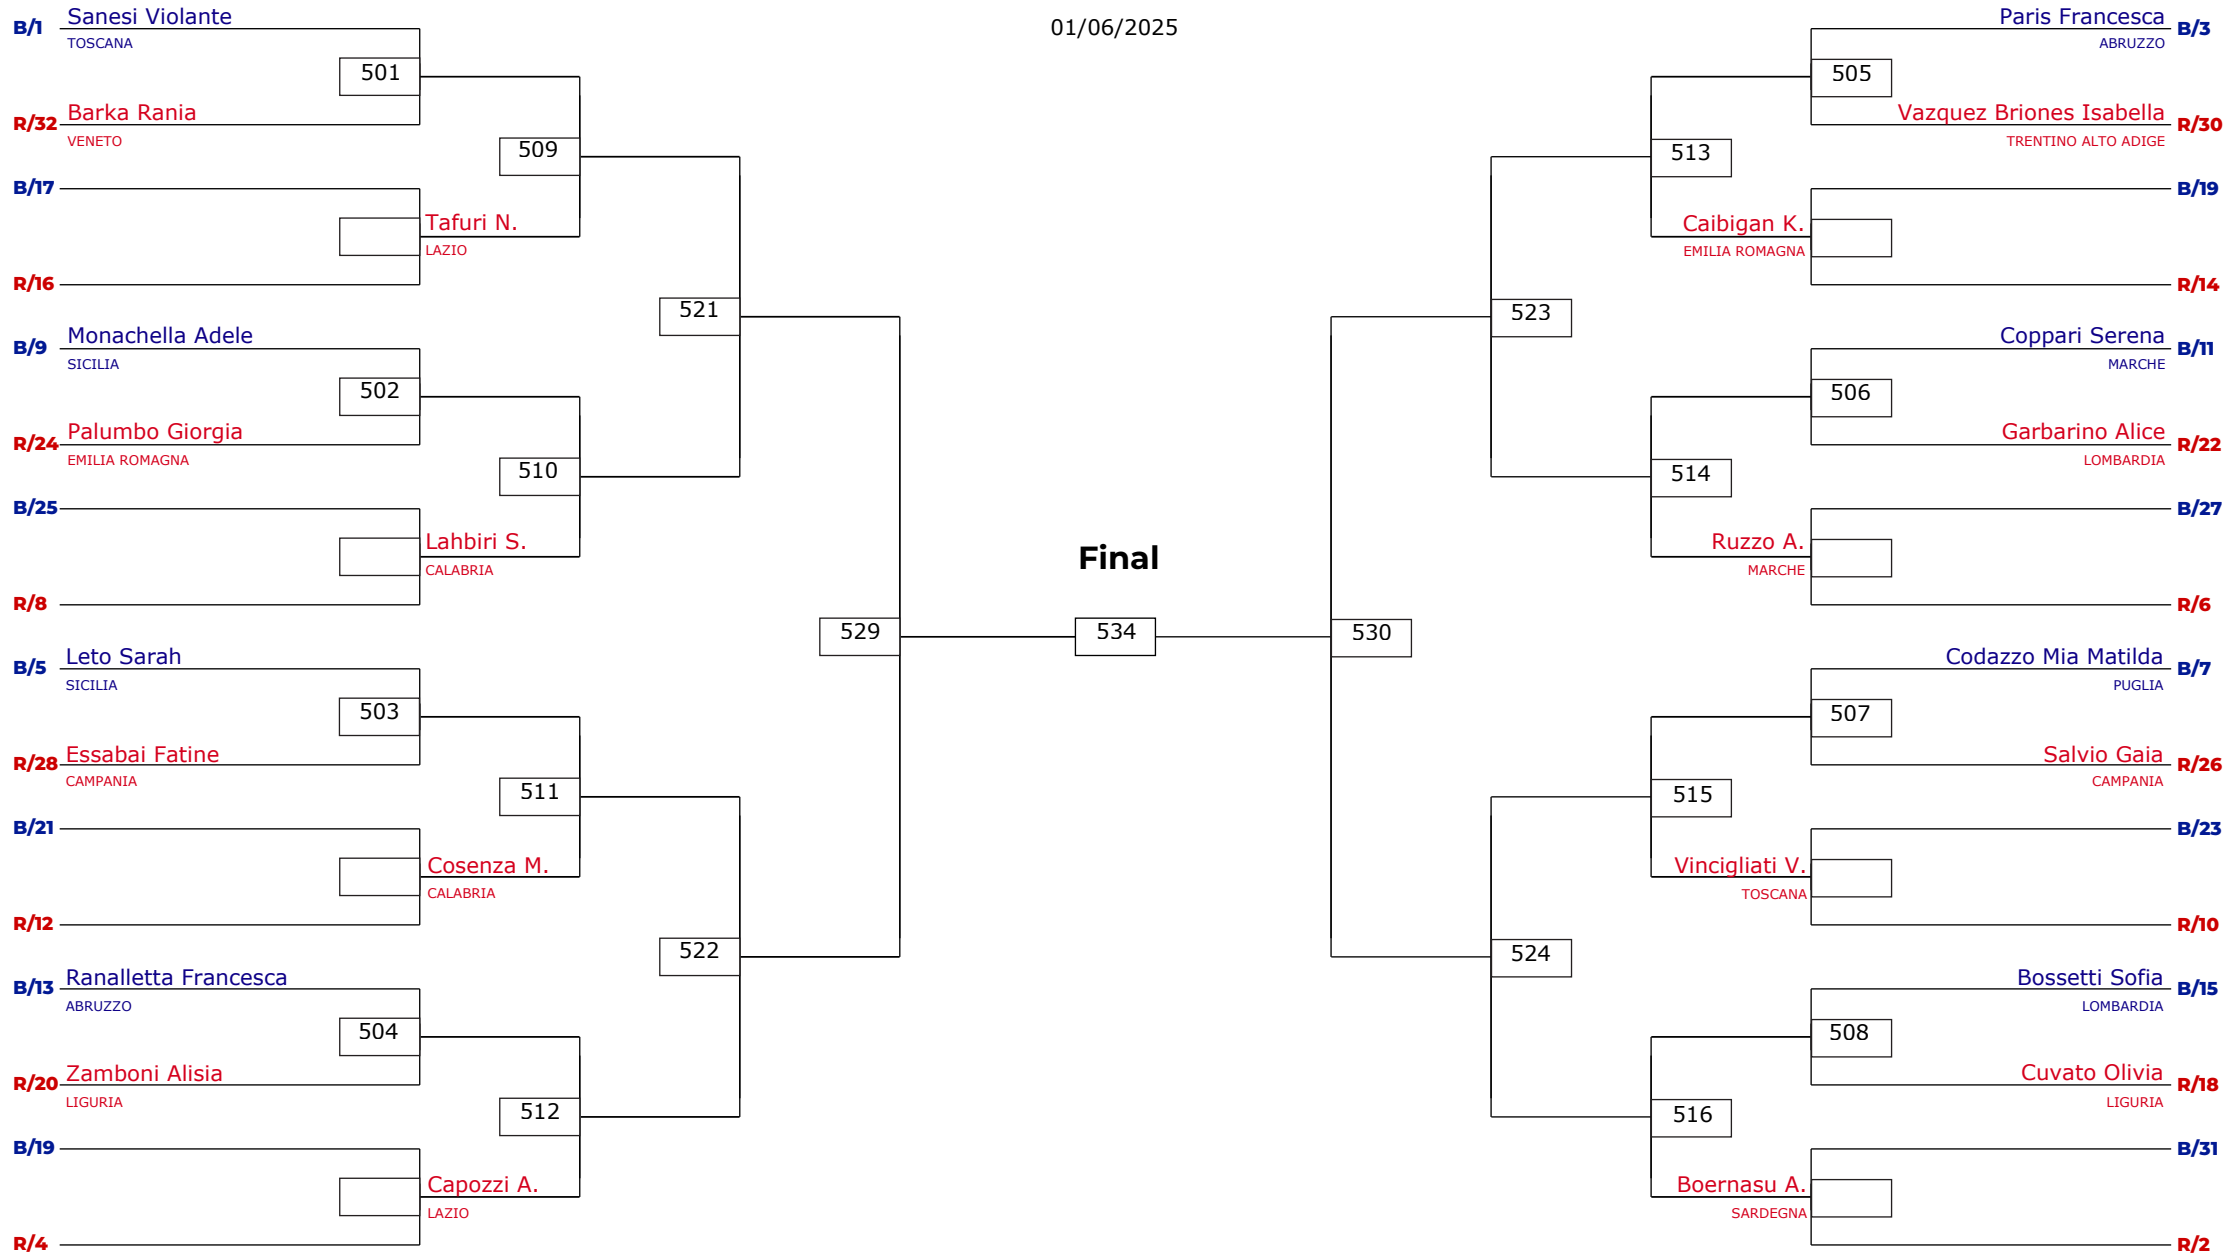 01/06/2025
B/1 Sanesi Violante
TOSCANA
501
R/32 Barka Rania
VENETO
509
B/17
Tafuri N.
LAZIO
R/16
521
B/9 Monachella Adele
SICILIA
502
R/24 Palumbo Giorgia
EMILIA ROMAGNA
510
B/25
Lahbiri S.
CALABRIA
R/8
529
B/5 Leto Sarah
SICILIA
503
R/28 Essabai Fatine
CAMPANIA
511
B/21
Cosenza M.
CALABRIA
R/12
522
B/13 Ranalletta Francesca
ABRUZZO
504
R/20 Zamboni Alisia
LIGURIA
512
B/19
Capozzi A.
LAZIO
R/4
Final
534
Paris Francesca B/3
ABRUZZO
505
Vazquez Briones Isabella R/30
TRENTINO ALTO ADIGE
513
B/19
Caibigan K.
EMILIA ROMAGNA
R/14
523
Coppari Serena B/11
MARCHE
506
Garbarino Alice R/22
LOMBARDIA
514
B/27
Ruzzo A.
MARCHE
R/6
530
Codazzo Mia Matilda B/7
PUGLIA
507
Salvio Gaia R/26
CAMPANIA
515
B/23
Vincigliati V.
TOSCANA
R/10
524
Bossetti Sofia B/15
LOMBARDIA
508
Cuvato Olivia R/18
LIGURIA
516
B/31
Boernasu A.
SARDEGNA
R/2